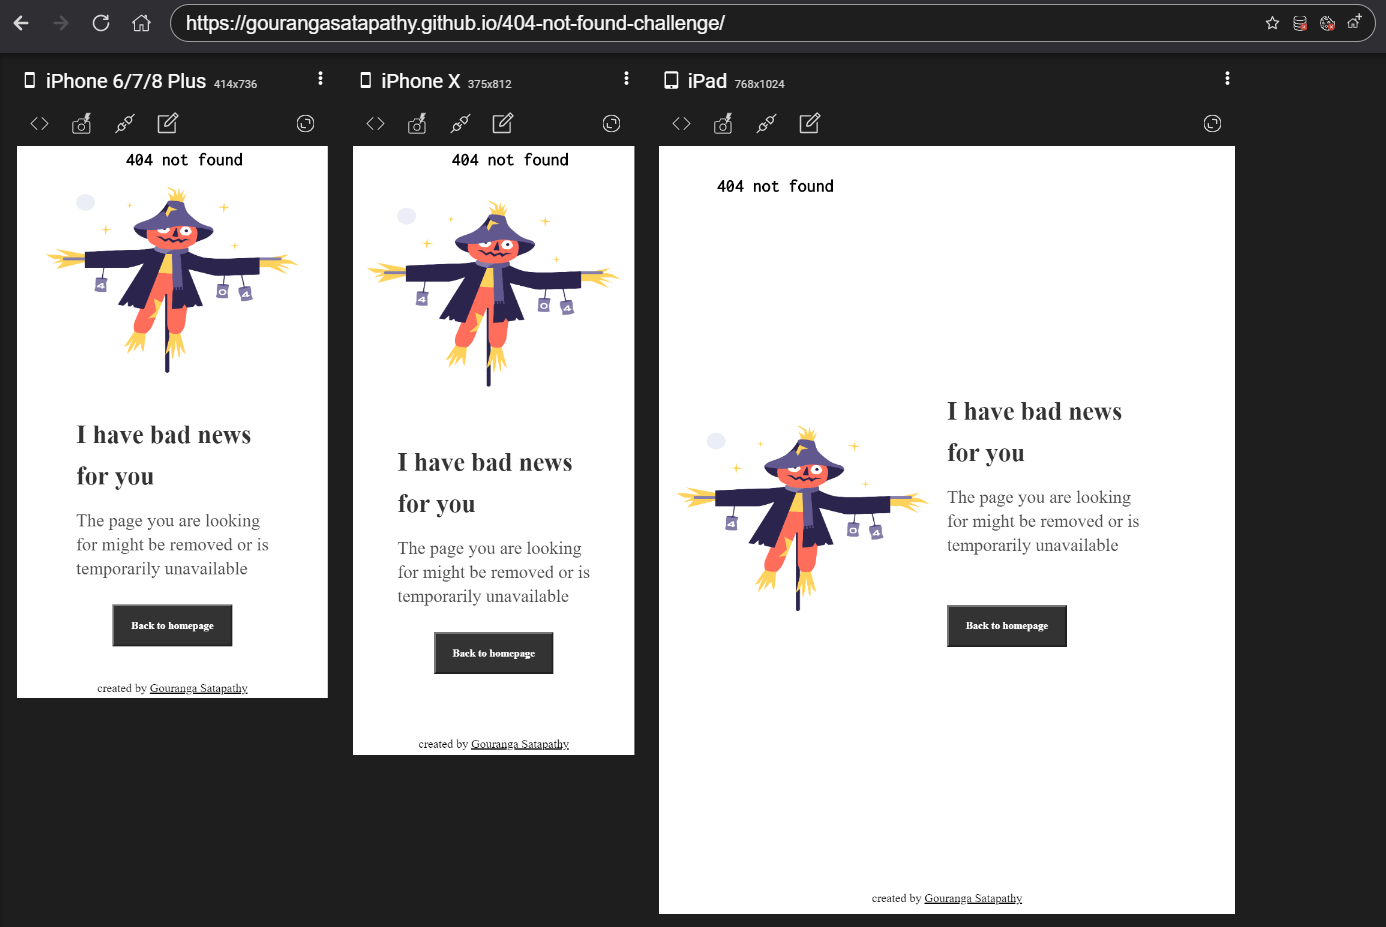 https://gourangasatapathy.github.io/404-not-found-challenge/
iPhone 6/7/8 Plus 414x736
404 not found
4 0 4
I have bad news
for you
The page you are looking
for might be removed or is
temporarily unavailable
Back to homepage
created by Gouranga Satapathy
iPhone X 375x812
404 not found
4 0 4
I have bad news
for you
The page you are looking
for might be removed or is
temporarily unavailable
Back to homepage
created by Gouranga Satapathy
iPad 768x1024
404 not found
4 0 4
I have bad news
for you
The page you are looking
for might be removed or is
temporarily unavailable
Back to homepage
created by Gouranga Satapathy